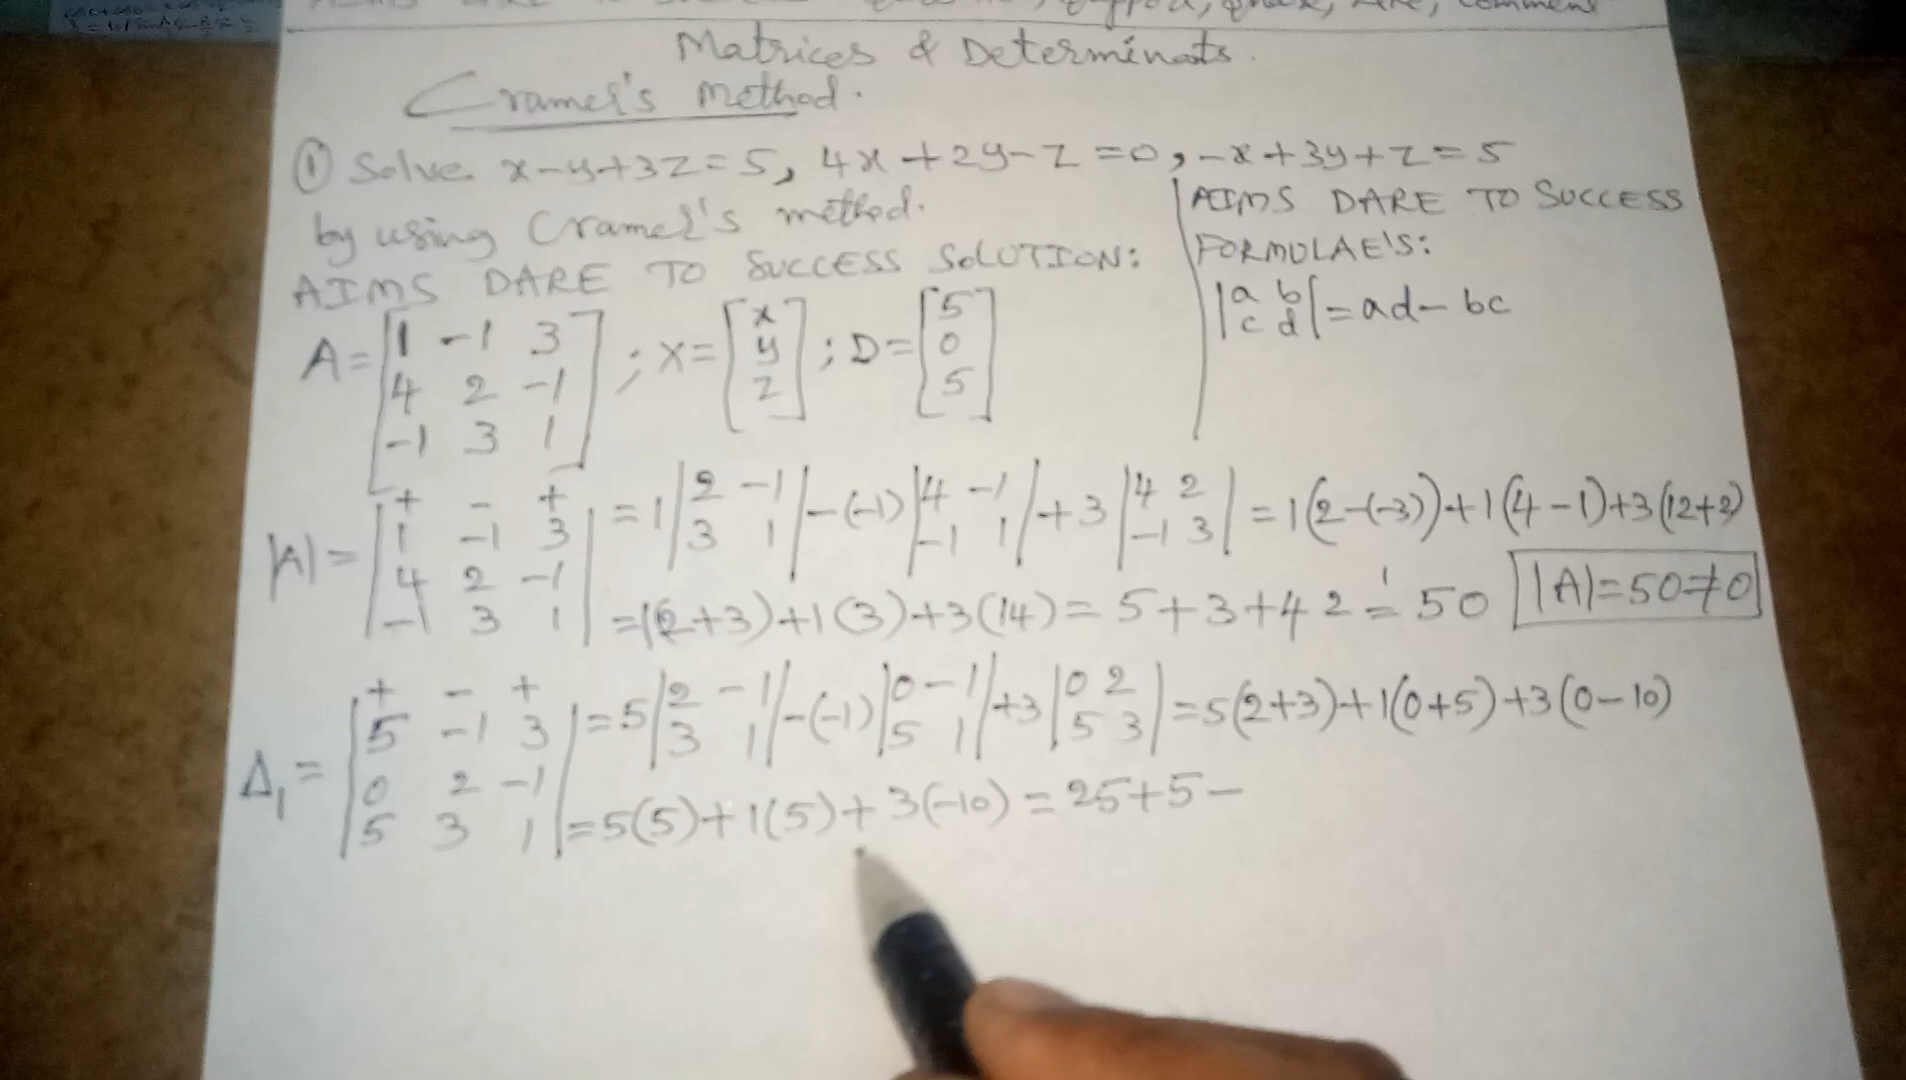 Matrices & Determinats.
Cramer's method.
① Solve x-y+3z=5, 4x+2y-z=0, -x+3y+z=5
by using Cramer's method.
AIMS DARE TO SUCCESS SOLUTION:
AIMS DARE TO SUCCESS
FORMULAE'S:
|a b
c d| = ad - bc
A = [1 -1 3
4 2 -1
-1 3 1] ; X = [x
y
z] ; D = [5
0
5]
+ - +
|A| = |1 -1 3
4 2 -1
-1 3 1| = 1|2 -1
3 1| -(-1)|4 -1
-1 1| +3|4 2
-1 3| = 1(2-(-3))+1(4-1)+3(12+2)
=1(2+3)+1(3)+3(14) = 5+3+42 = 50 |A|=50≠0
+ - +
Δ₁ = |5 -1 3
0 2 -1
5 3 1| = 5|2 -1
3 1| -(-1)|0 -1
5 1| +3|0 2
5 3| = 5(2+3)+1(0+5)+3(0-10)
=5(5)+1(5)+3(-10) = 25+5-